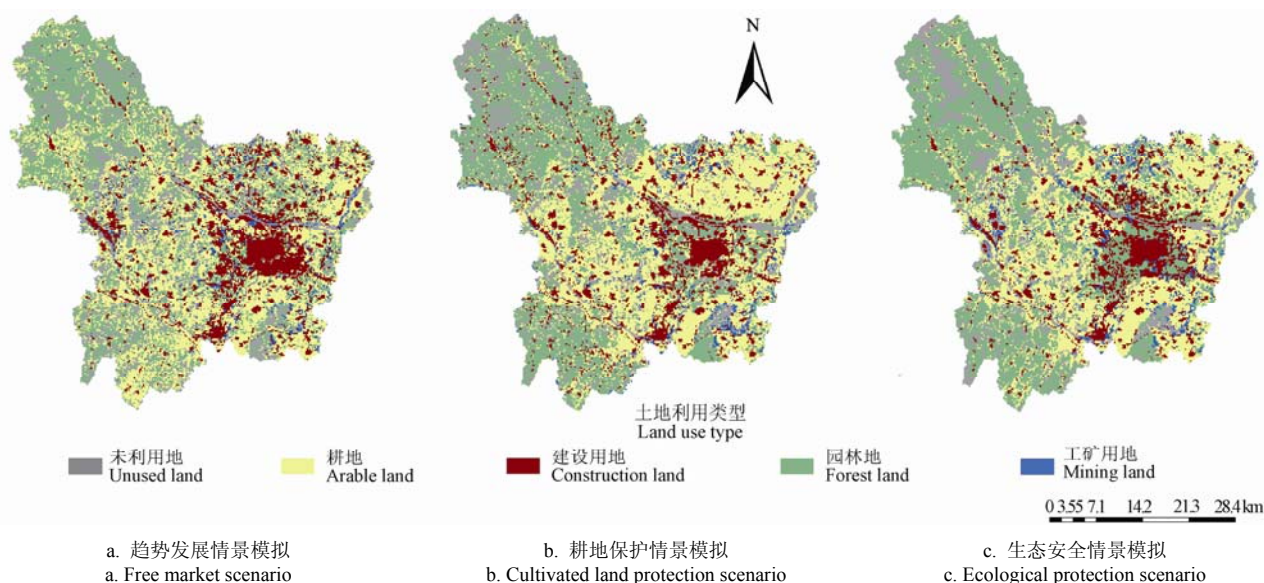 N
土地利用类型
Land use type
未利用地
Unused land
耕地
Arable land
建设用地
Construction land
园林地
Forest land
工矿用地
Mining land
0 3.55 7.1 14.2 21.3 28.4 km
a. 趋势发展情景模拟
a. Free market scenario
b. 耕地保护情景模拟
b. Cultivated land protection scenario
c. 生态安全情景模拟
c. Ecological protection scenario